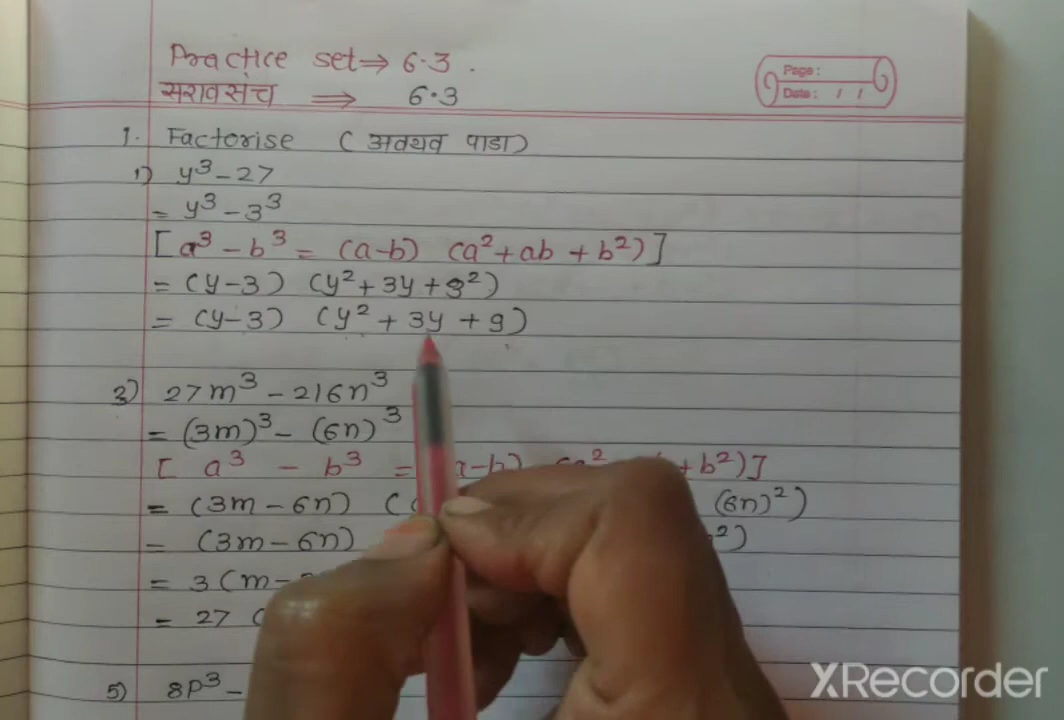 Practice set ⇒ 6.3.
सरावसंच ⇒ 6.3
Page :
Date : / /
1. Factorise (अवयव पाडा)
1) y³ - 27
= y³ - 3³
[a³ - b³ = (a-b) (a² + ab + b²)]
= (y-3) (y² + 3y + 3²)
= (y-3) (y² + 3y + 9)
3) 27m³ - 216n³
= (3m)³ - (6n)³
[a³ - b³ = a-b) + b²)]
= (3m - 6n) ( (6n)²)
= (3m - 6n) ²)
= 3(m -
= 27 (
5) 8p³ -
XRecorder